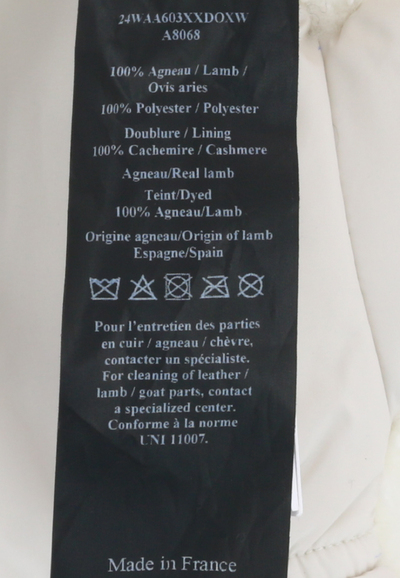 24WAA603XXDOXW
A8068
100% Agneau / Lamb /
Ovis aries
100% Polyester / Polyester
Doublure / Lining
100% Cachemire / Cashmere
Agneau/Real lamb
Teint/Dyed
100% Agneau/Lamb
Origine agneau/Origin of lamb
Espagne/Spain
Pour l'entretien des parties
en cuir / agneau / chèvre,
contacter un spécialiste.
For cleaning of leather /
lamb / goat parts, contact
a specialized center.
Conforme à la norme
UNI 11007.
Made in France